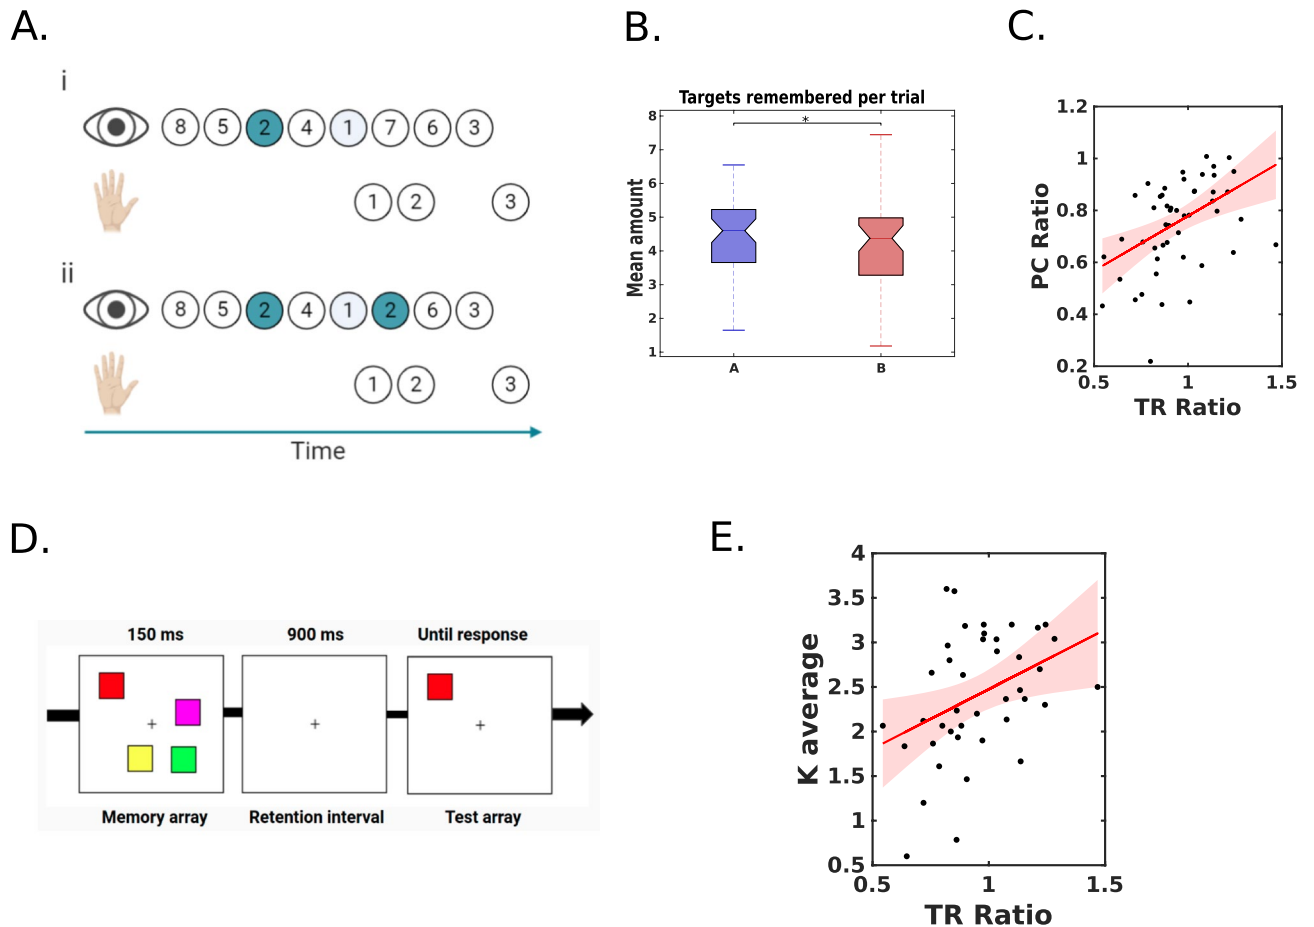 A.
i
8 5 2 4 1 7 6 3
1 2 3
ii
8 5 2 4 1 2 6 3
1 2 3
Time
B.
Targets remembered per trial
*
8
7
6
5
4
3
2
1
Mean amount
A B
C.
1.2
1
0.8
0.6
0.4
0.2
PC Ratio
0.5 1 1.5
TR Ratio
D.
150 ms 900 ms Until response
+ + +
Memory array Retention interval Test array
E.
4
3.5
3
2.5
2
1.5
1
0.5
K average
0.5 1 1.5
TR Ratio